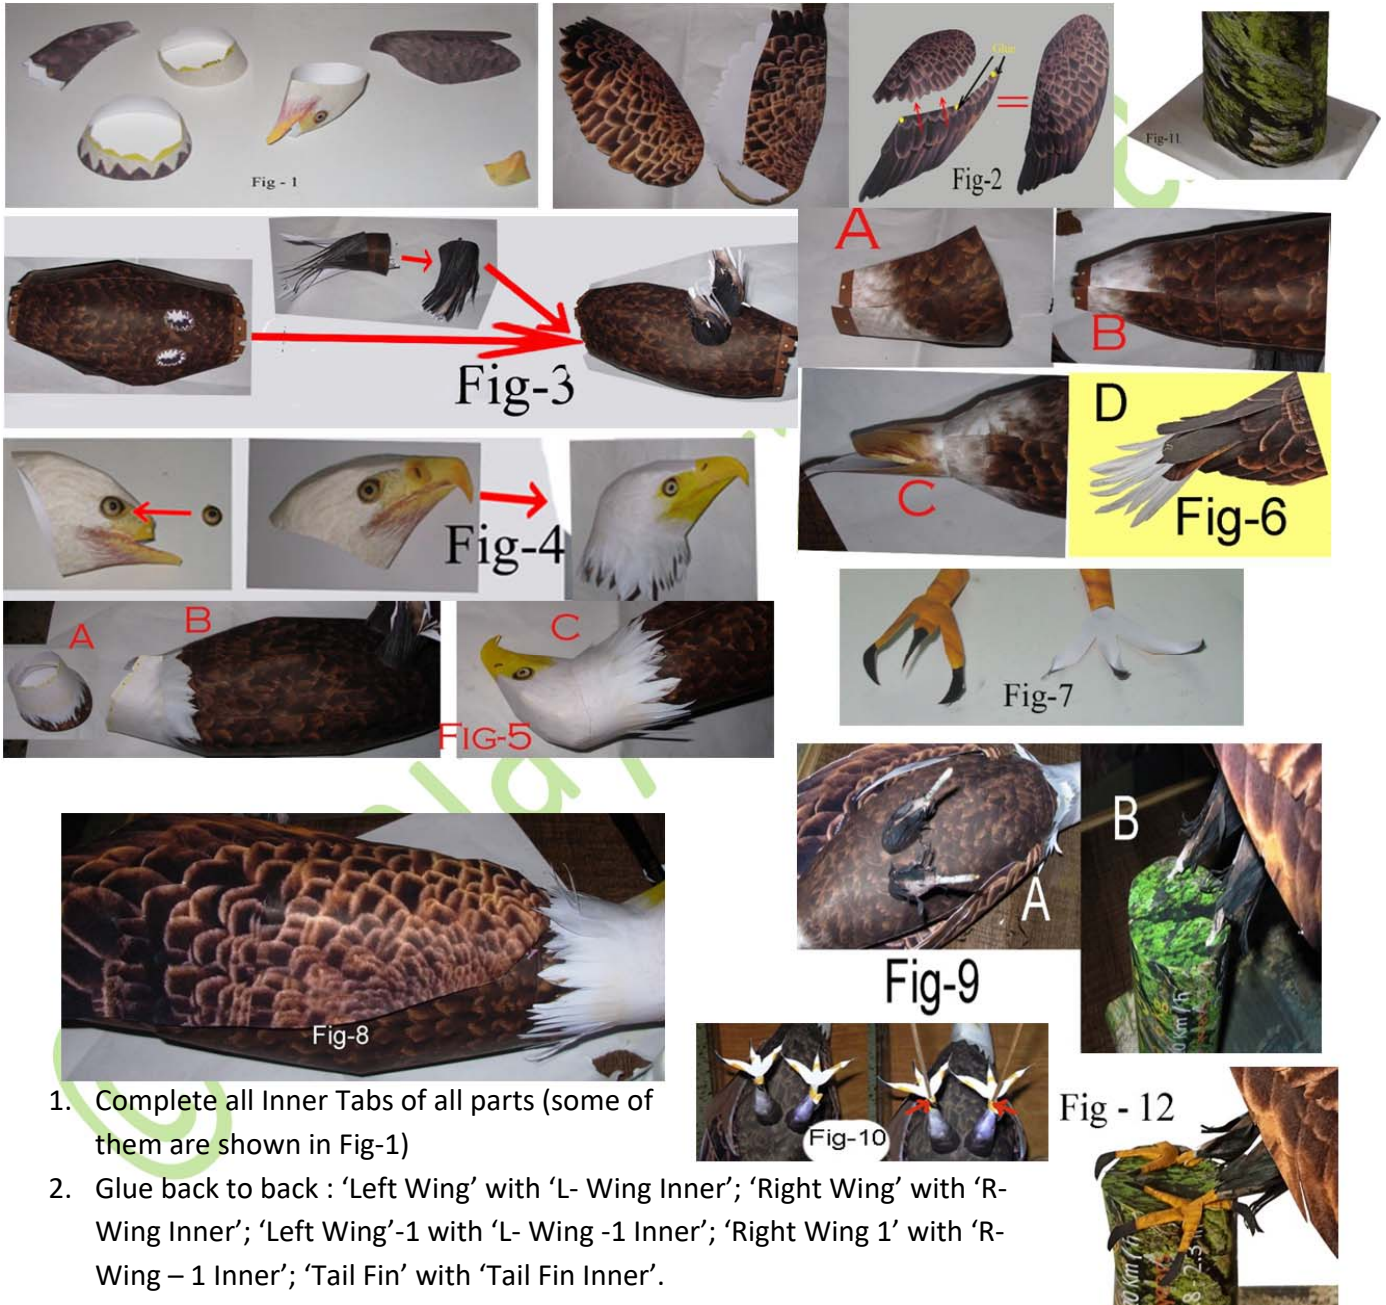 Fig - 1
Glue
Fig-2
Fig-11
Fig-3
A
B
C
D
Fig-6
Fig-4
A
B
C
Fig-5
Fig-7
Fig-8
A
B
Fig-9
Fig-10
Fig - 12
1. Complete all Inner Tabs of all parts (some of
them are shown in Fig-1)
2. Glue back to back : ‘Left Wing’ with ‘L- Wing Inner’; ‘Right Wing’ with ‘R-
Wing Inner’; ‘Left Wing’-1 with ‘L- Wing -1 Inner’; ‘Right Wing 1’ with ‘R-
Wing – 1 Inner’; ‘Tail Fin’ with ‘Tail Fin Inner’.